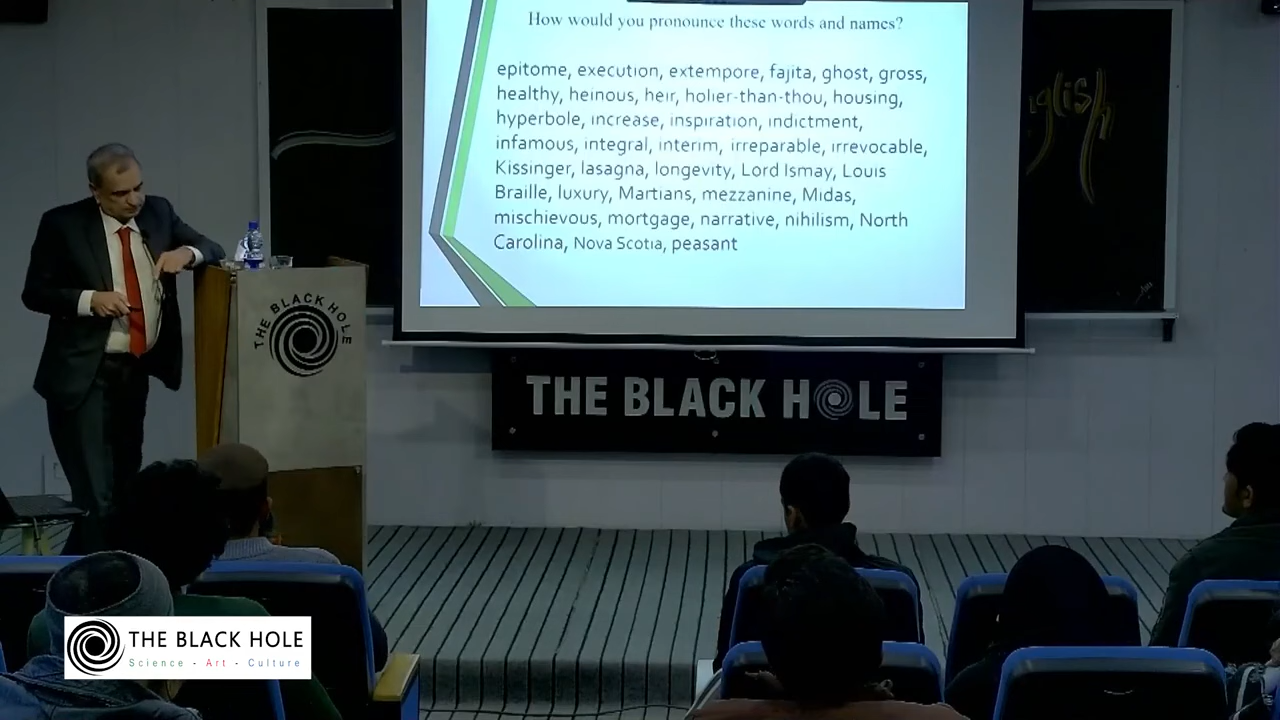 How would you pronounce these words and names?
epitome, execution, extempore, fajita, ghost, gross,
healthy, heinous, heir, holier-than-thou, housing,
hyperbole, increase, inspiration, indictment,
infamous, integral, interim, irreparable, irrevocable,
Kissinger, lasagna, longevity, Lord Ismay, Louis
Braille, luxury, Martians, mezzanine, Midas,
mischievous, mortgage, narrative, nihilism, North
Carolina, Nova Scotia, peasant
THE BLACK HOLE
THE BLACK HOLE
THE BLACK HOLE
Science - Art - Culture